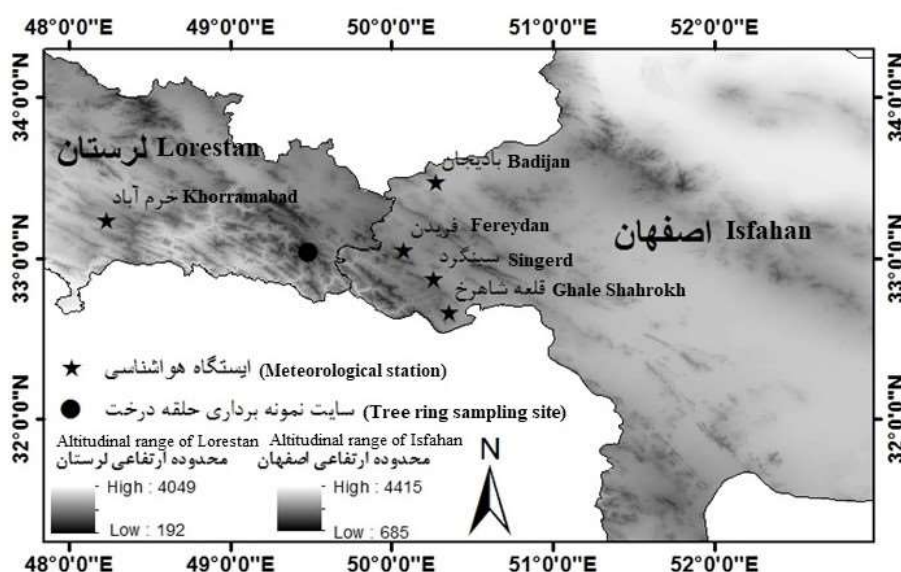 48°0'0"E 49°0'0"E 50°0'0"E 51°0'0"E 52°0'0"E
34°0'0"N 34°0'0"N
33°0'0"N 33°0'0"N
32°0'0"N 32°0'0"N
لرستان Lorestan
خرم آباد Khorramabad
بادیجان Badijan
فریدن Fereydan
سینگرد Singerd
قلعه شاهرخ Ghale Shahrokh
اصفهان Isfahan
ایستگاه هواشناسی (Meteorological station)
سایت نمونه برداری حلقه درخت (Tree ring sampling site)
Altitudinal range of Lorestan Altitudinal range of Isfahan
محدوده ارتفاعی لرستان محدوده ارتفاعی اصفهان
High : 4049 High : 4415
Low : 192 Low : 685
N
48°0'0"E 49°0'0"E 50°0'0"E 51°0'0"E 52°0'0"E